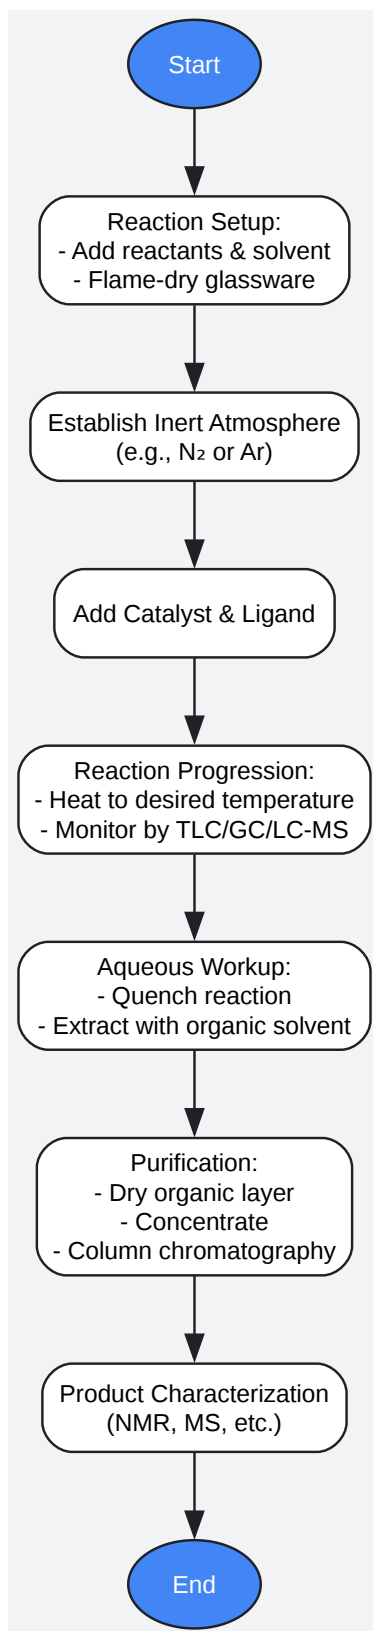 Start
Reaction Setup:
- Add reactants & solvent
- Flame-dry glassware
Establish Inert Atmosphere
(e.g., N₂ or Ar)
Add Catalyst & Ligand
Reaction Progression:
- Heat to desired temperature
- Monitor by TLC/GC/LC-MS
Aqueous Workup:
- Quench reaction
- Extract with organic solvent
Purification:
- Dry organic layer
- Concentrate
- Column chromatography
Product Characterization
(NMR, MS, etc.)
End